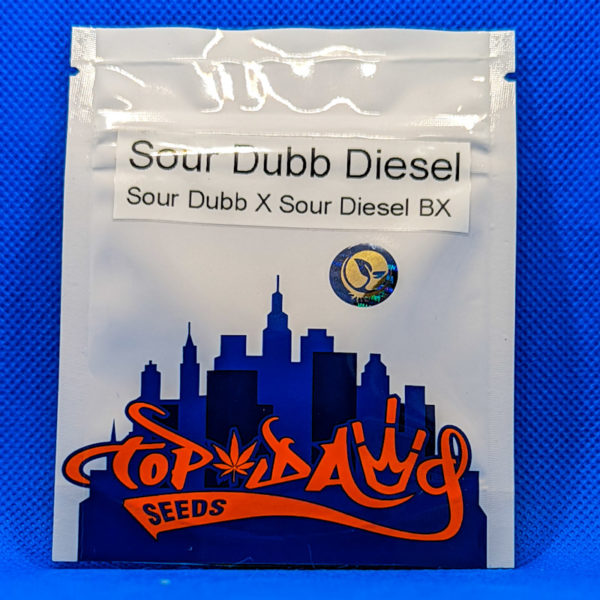 Sour Dubb Diesel
Sour Dubb X Sour Diesel BX
TOP DAWG
SEEDS